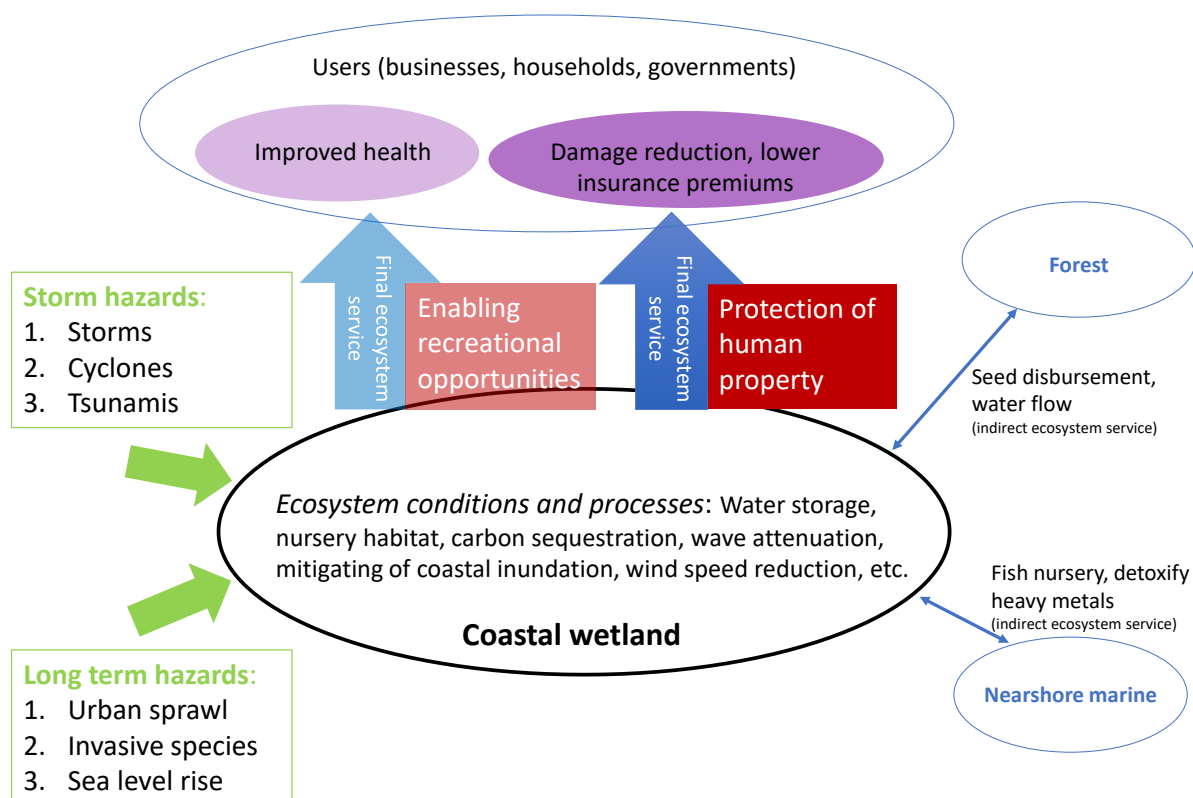 Users (businesses, households, governments)
Improved health
Damage reduction, lower
insurance premiums
Final ecosystem
service
Enabling
recreational
opportunities
Final ecosystem
service
Protection of
human
property
Storm hazards:
1. Storms
2. Cyclones
3. Tsunamis
Forest
Seed disbursement,
water flow
(indirect ecosystem service)
Ecosystem conditions and processes: Water storage,
nursery habitat, carbon sequestration, wave attenuation,
mitigating of coastal inundation, wind speed reduction, etc.
Coastal wetland
Fish nursery, detoxify
heavy metals
(indirect ecosystem service)
Nearshore marine
Long term hazards:
1. Urban sprawl
2. Invasive species
3. Sea level rise